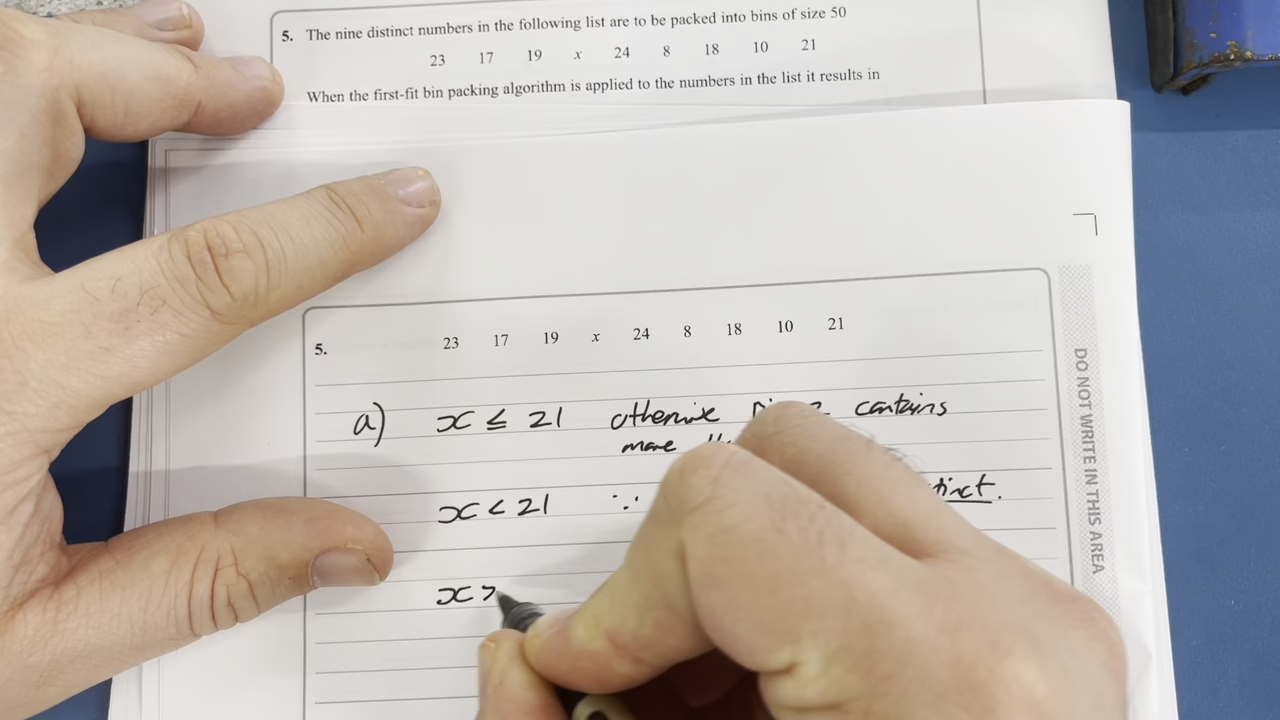 5. The nine distinct numbers in the following list are to be packed into bins of size 50
23 17 19 x 24 8 18 10 21
When the first-fit bin packing algorithm is applied to the numbers in the list it results in
5. 23 17 19 x 24 8 18 10 21
a) x ≤ 21 otherwise contains
more
x < 21 ∵
x >
DO NOT WRITE IN THIS AREA